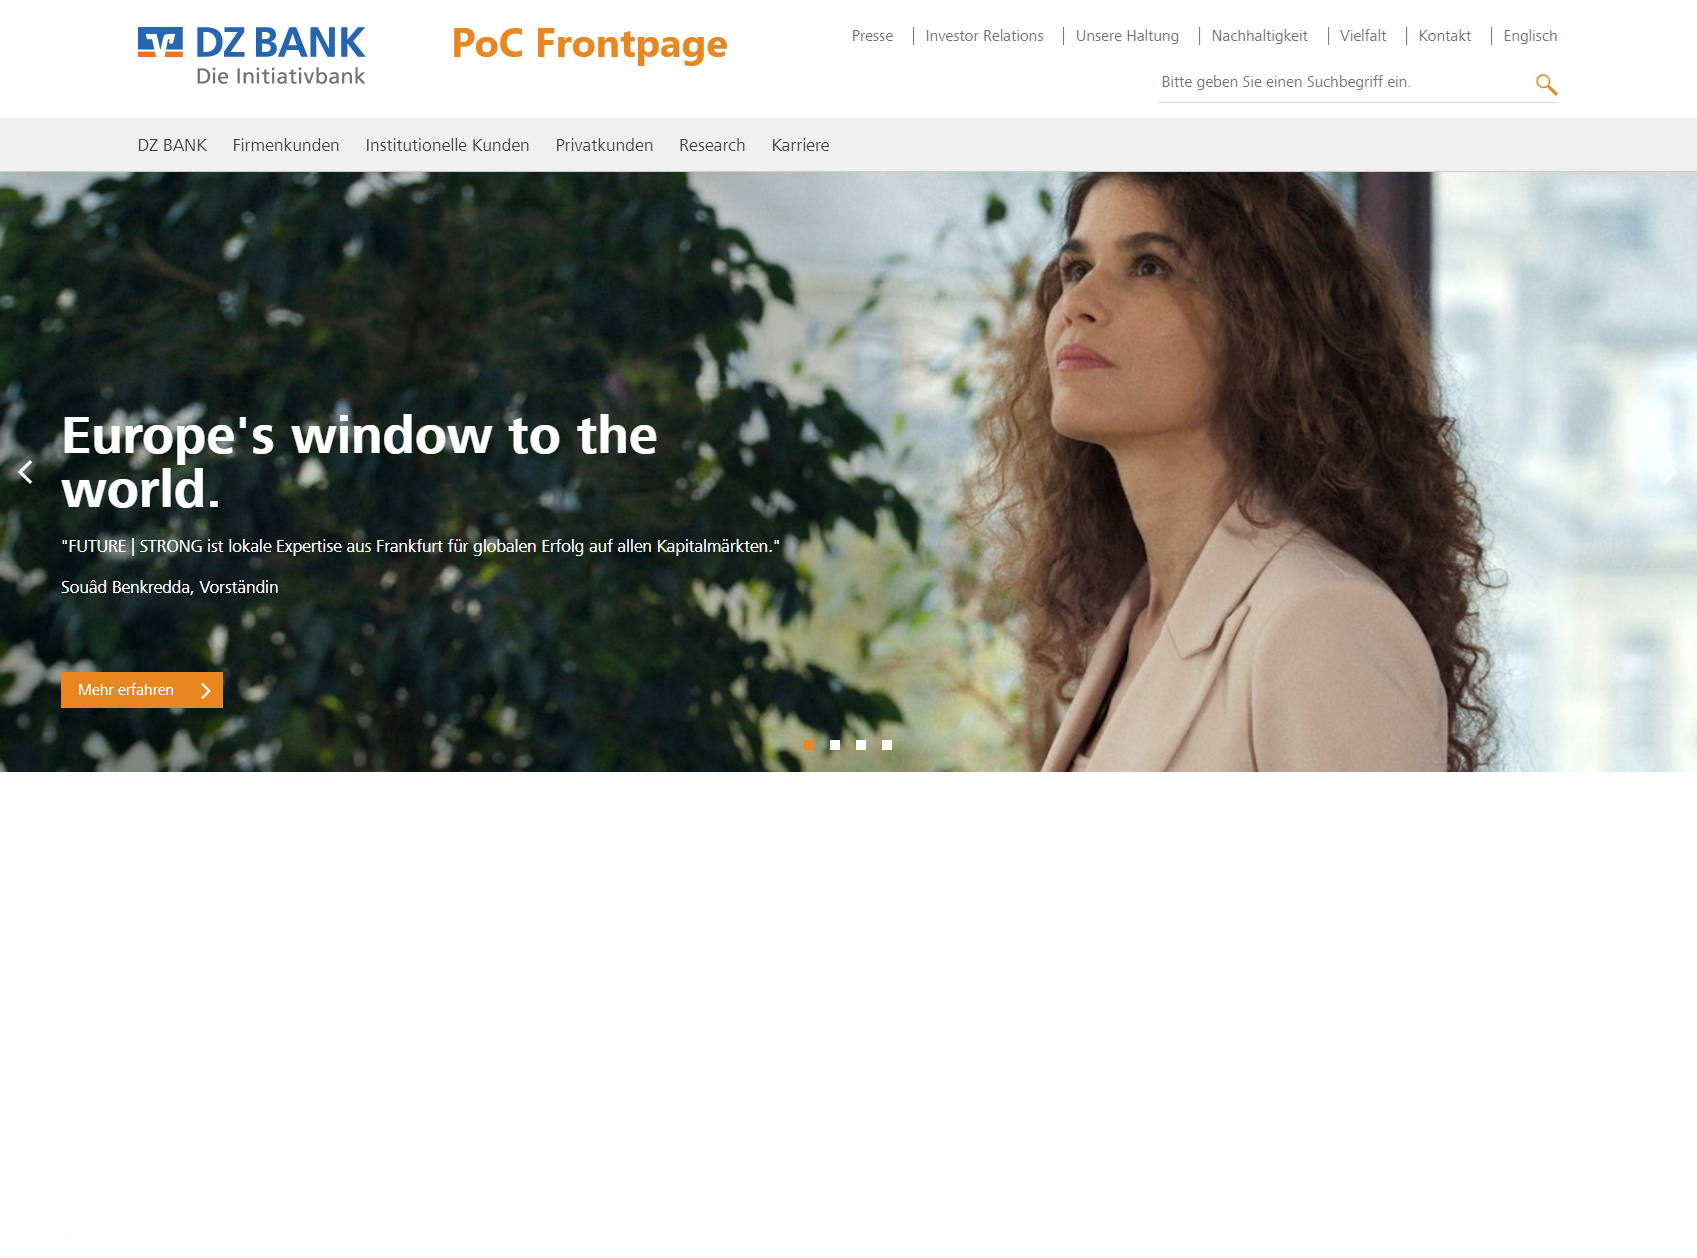 DZ BANK
Die Initiativbank
PoC Frontpage
Presse
Investor Relations
Unsere Haltung
Nachhaltigkeit
Vielfalt
Kontakt
Englisch
Bitte geben Sie einen Suchbegriff ein.
DZ BANK
Firmenkunden
Institutionelle Kunden
Privatkunden
Research
Karriere
Europe's window to the
world.
"FUTURE | STRONG ist lokale Expertise aus Frankfurt für globalen Erfolg auf allen Kapitalmärkten."
Souâd Benkredda, Vorständin
Mehr erfahren